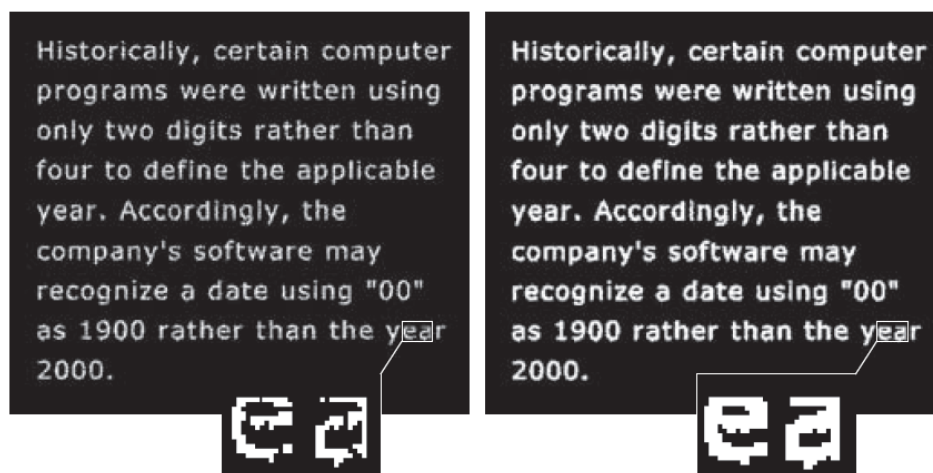 Historically, certain computer
programs were written using
only two digits rather than
four to define the applicable
year. Accordingly, the
company's software may
recognize a date using "00"
as 1900 rather than the year
2000.
e a
Historically, certain computer
programs were written using
only two digits rather than
four to define the applicable
year. Accordingly, the
company's software may
recognize a date using "00"
as 1900 rather than the year
2000.
e a